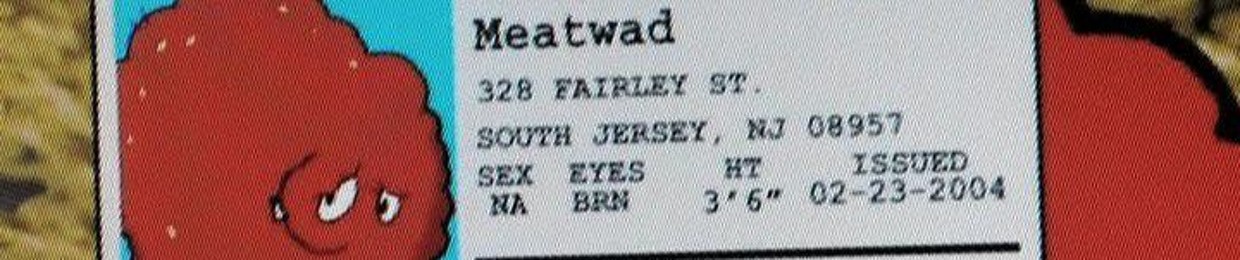 Meatwad
328 FAIRLEY ST.
SOUTH JERSEY, NJ 08957
SEX EYES HT ISSUED
NA BRN 3'6" 02-23-2004